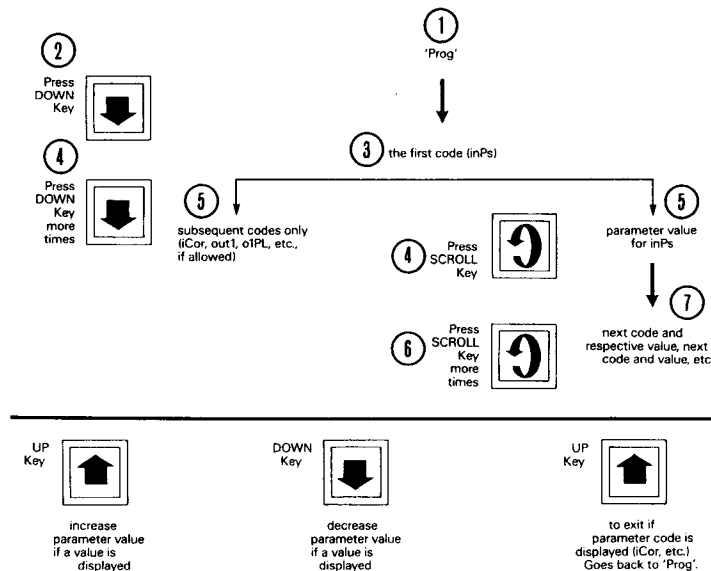 1
'Prog'
2
Press
DOWN
Key
3
the first code (inPs)
4
Press
DOWN
Key
more
times
5
subsequent codes only
(iCor, out1, o1PL, etc.,
if allowed)
4
Press
SCROLL
Key
5
parameter value
for inPs
6
Press
SCROLL
Key
more
times
7
next code and
respective value, next
code and value, etc
UP
Key
increase
parameter value
if a value is
displayed
DOWN
Key
decrease
parameter value
if a value is
displayed
UP
Key
to exit if
parameter code is
displayed (iCor, etc.)
Goes back to 'Prog'.